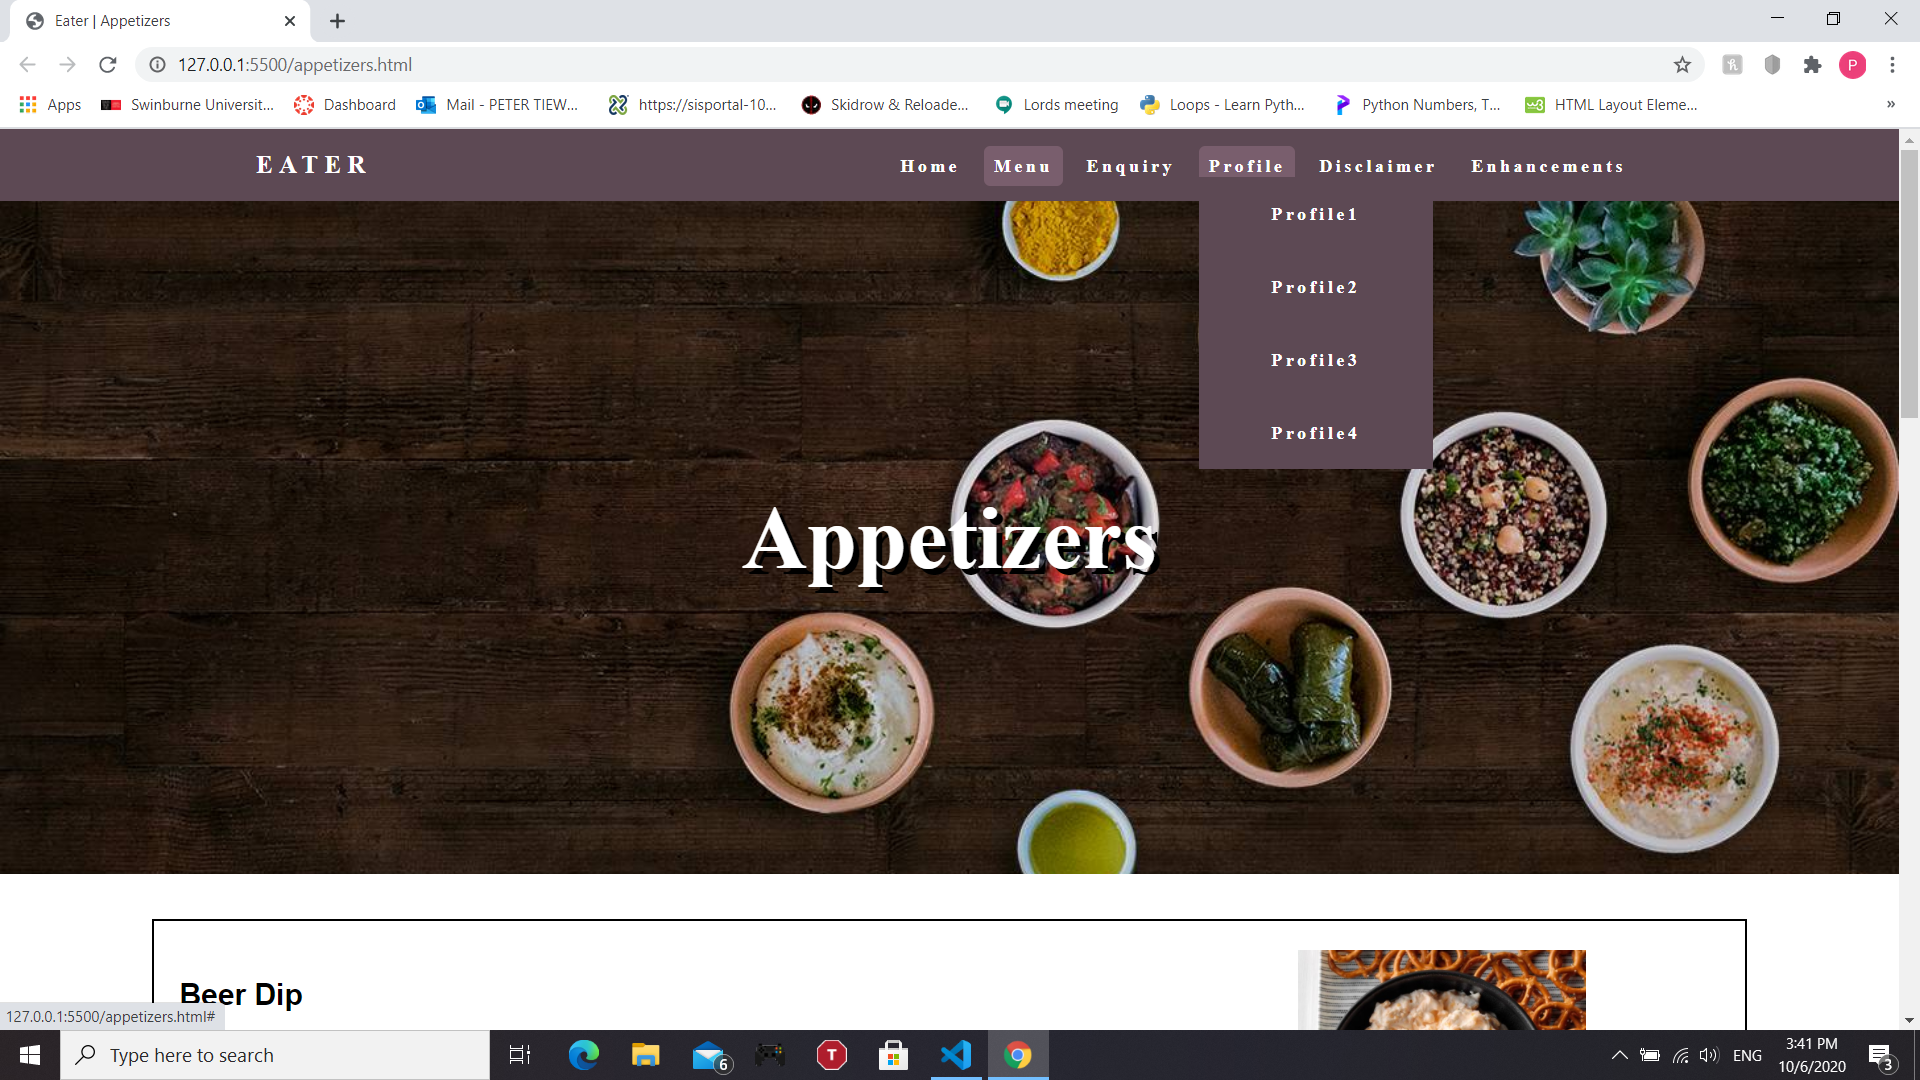 Eater | Appetizers
127.0.0.1:5500/appetizers.html
P
Apps
Swinburne Universit...
Dashboard
Mail - PETER TIEW...
https://sisportal-10...
Skidrow & Reloade...
Lords meeting
Loops - Learn Pyth...
Python Numbers, T...
HTML Layout Eleme...
»
EATER
Home
Menu
Enquiry
Profile
Disclaimer
Enhancements
Profile1
Profile2
Profile3
Profile4
Appetizers
Beer Dip
127.0.0.1:5500/appetizers.html#
Type here to search
6
T
ENG
3:41 PM
10/6/2020
3